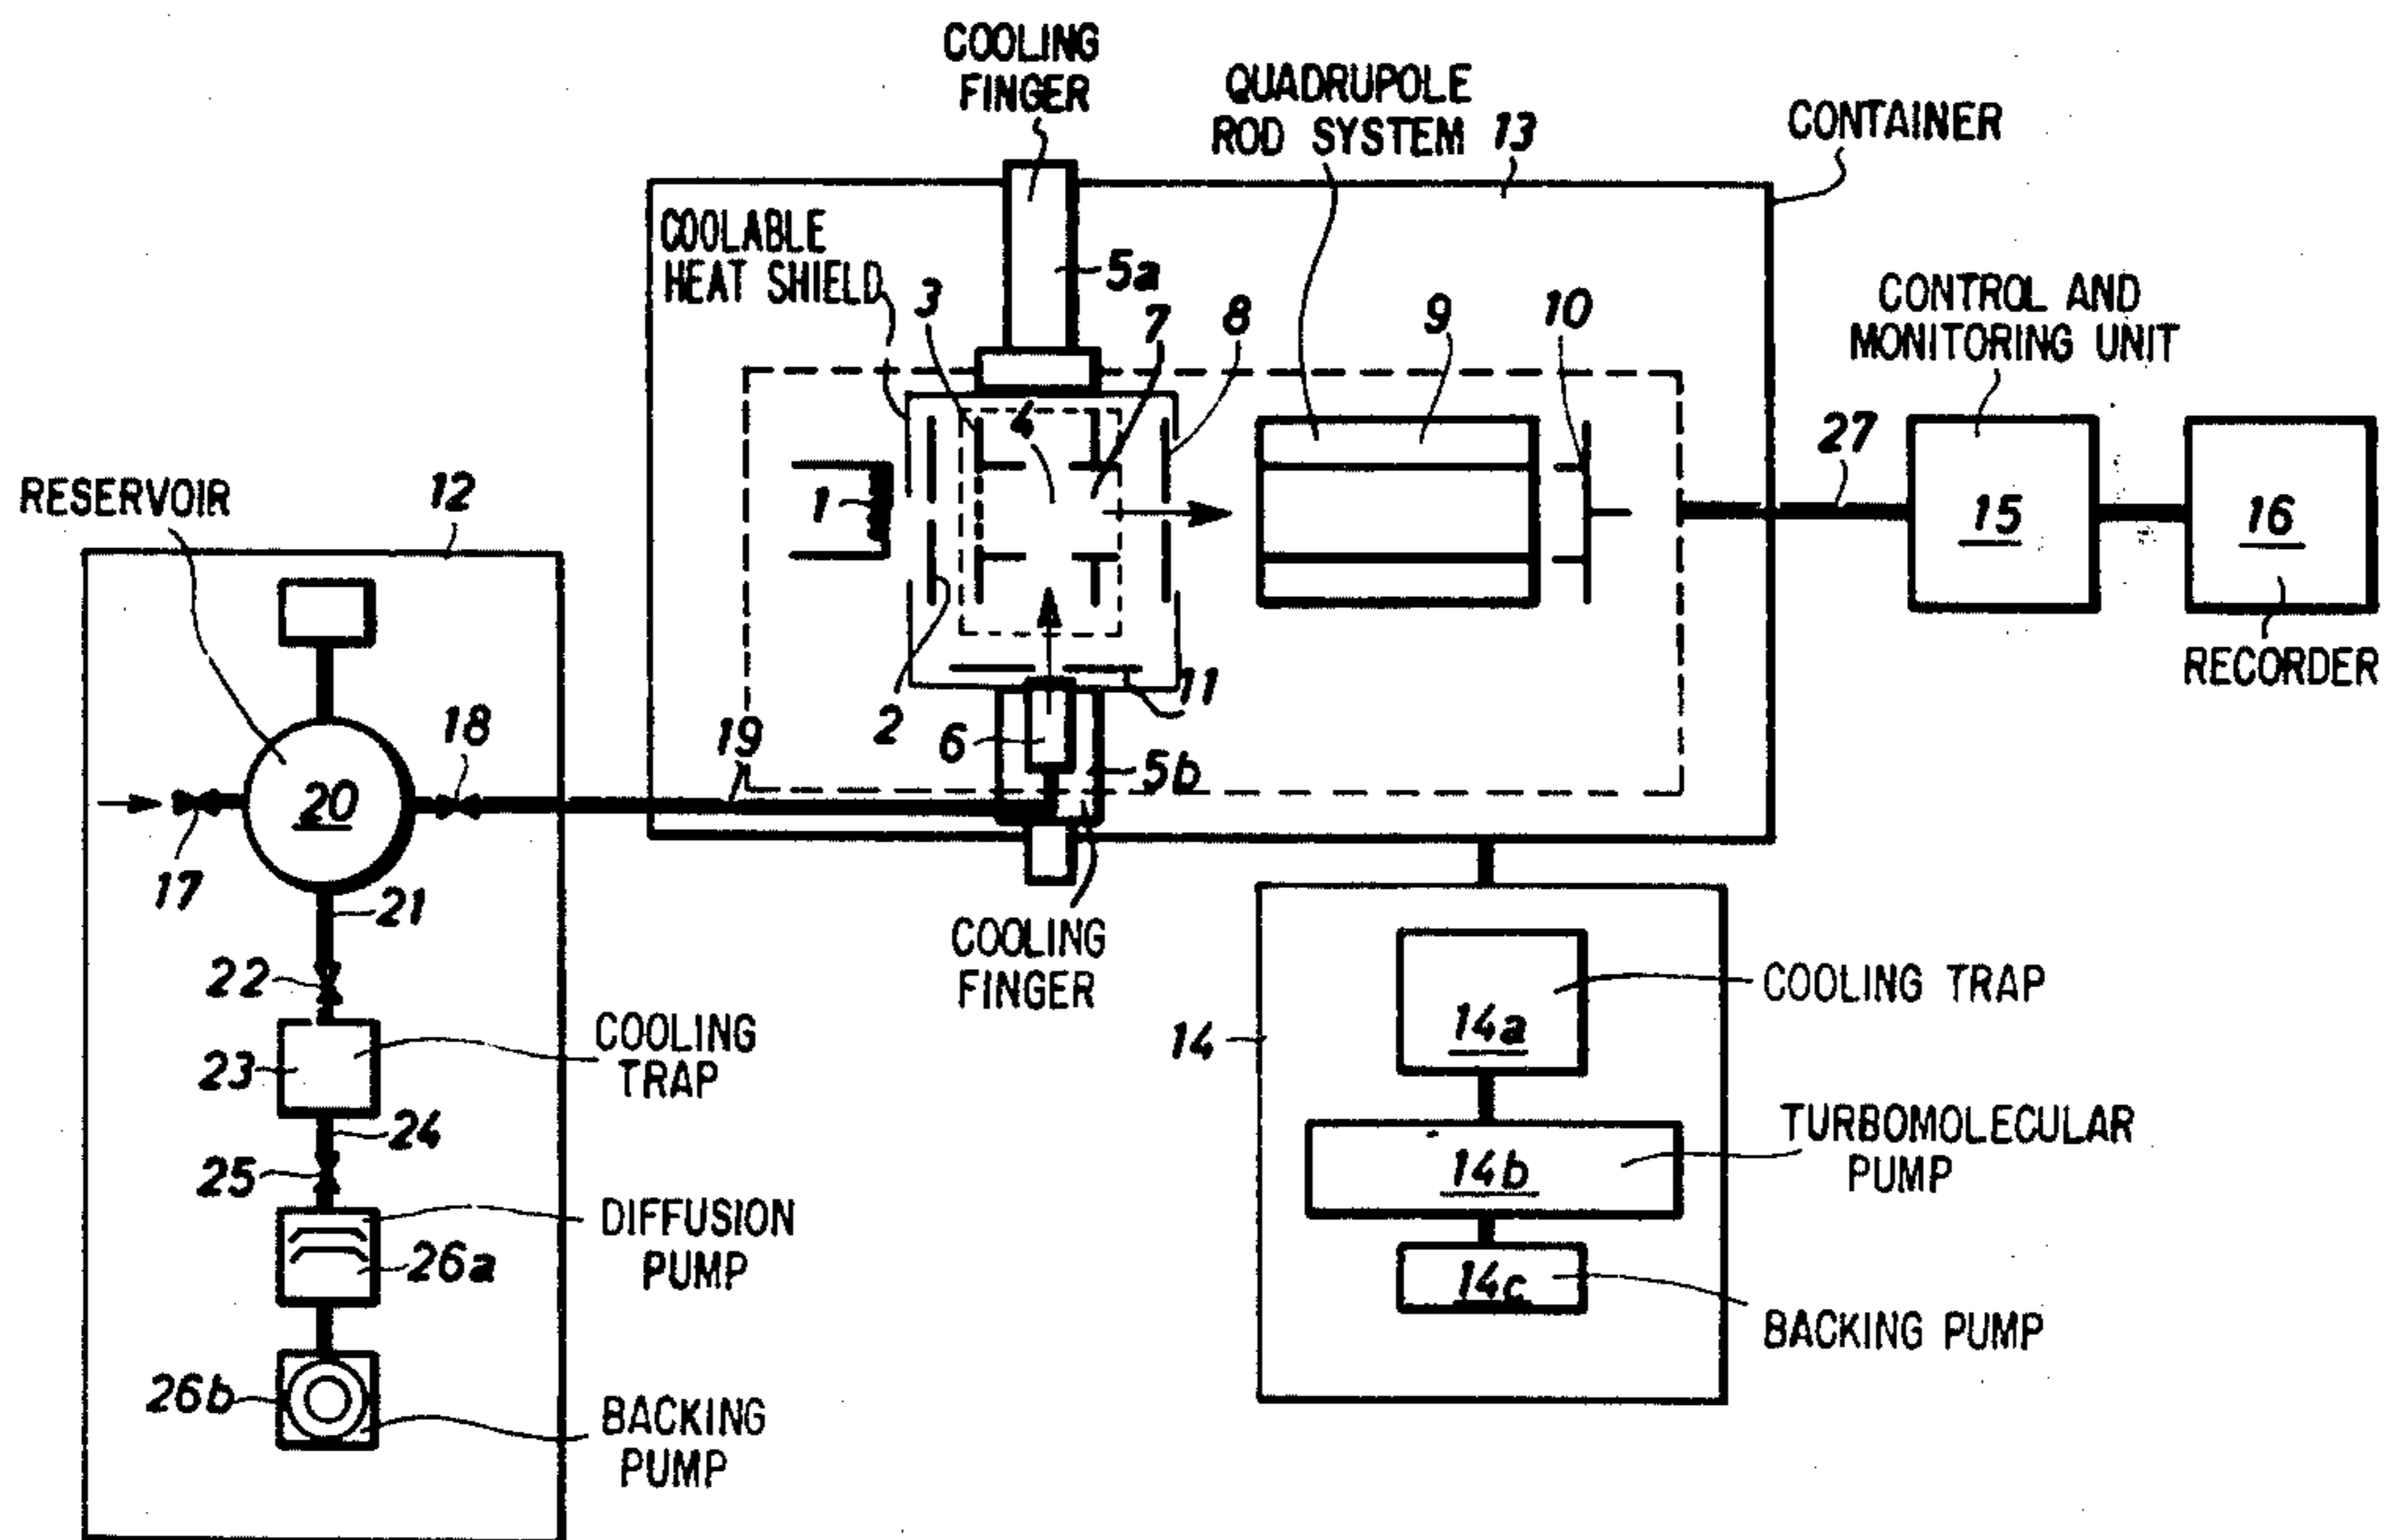 COOLING
FINGER
QUADRUPOLE
ROD SYSTEM 13
CONTAINER
COOLABLE
HEAT SHIELD
5a
3
7
8
9
10
CONTROL AND
MONITORING UNIT
4
27
1
15
16
RESERVOIR
12
RECORDER
2
11
6
5b
18
19
20
17
21
COOLING
FINGER
22
COOLING
TRAP
23
24
25
DIFFUSION
PUMP
26a
26b
BACKING
PUMP
14
14a
COOLING TRAP
14b
TURBOMOLECULAR
PUMP
14c
BACKING PUMP